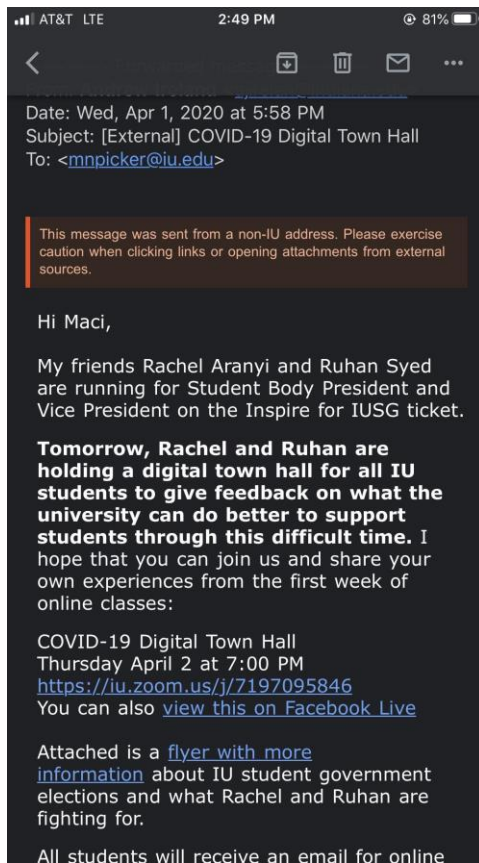 AT&T LTE 2:49 PM 81%
Date: Wed, Apr 1, 2020 at 5:58 PM
Subject: [External] COVID-19 Digital Town Hall
To: <mnpicker@iu.edu>
This message was sent from a non-IU address. Please exercise
caution when clicking links or opening attachments from external
sources.
Hi Maci,
My friends Rachel Aranyi and Ruhan Syed
are running for Student Body President and
Vice President on the Inspire for IUSG ticket.
Tomorrow, Rachel and Ruhan are
holding a digital town hall for all IU
students to give feedback on what the
university can do better to support
students through this difficult time. I
hope that you can join us and share your
own experiences from the first week of
online classes:
COVID-19 Digital Town Hall
Thursday April 2 at 7:00 PM
https://iu.zoom.us/j/7197095846
You can also view this on Facebook Live
Attached is a flyer with more
information about IU student government
elections and what Rachel and Ruhan are
fighting for.
All students will receive an email for online